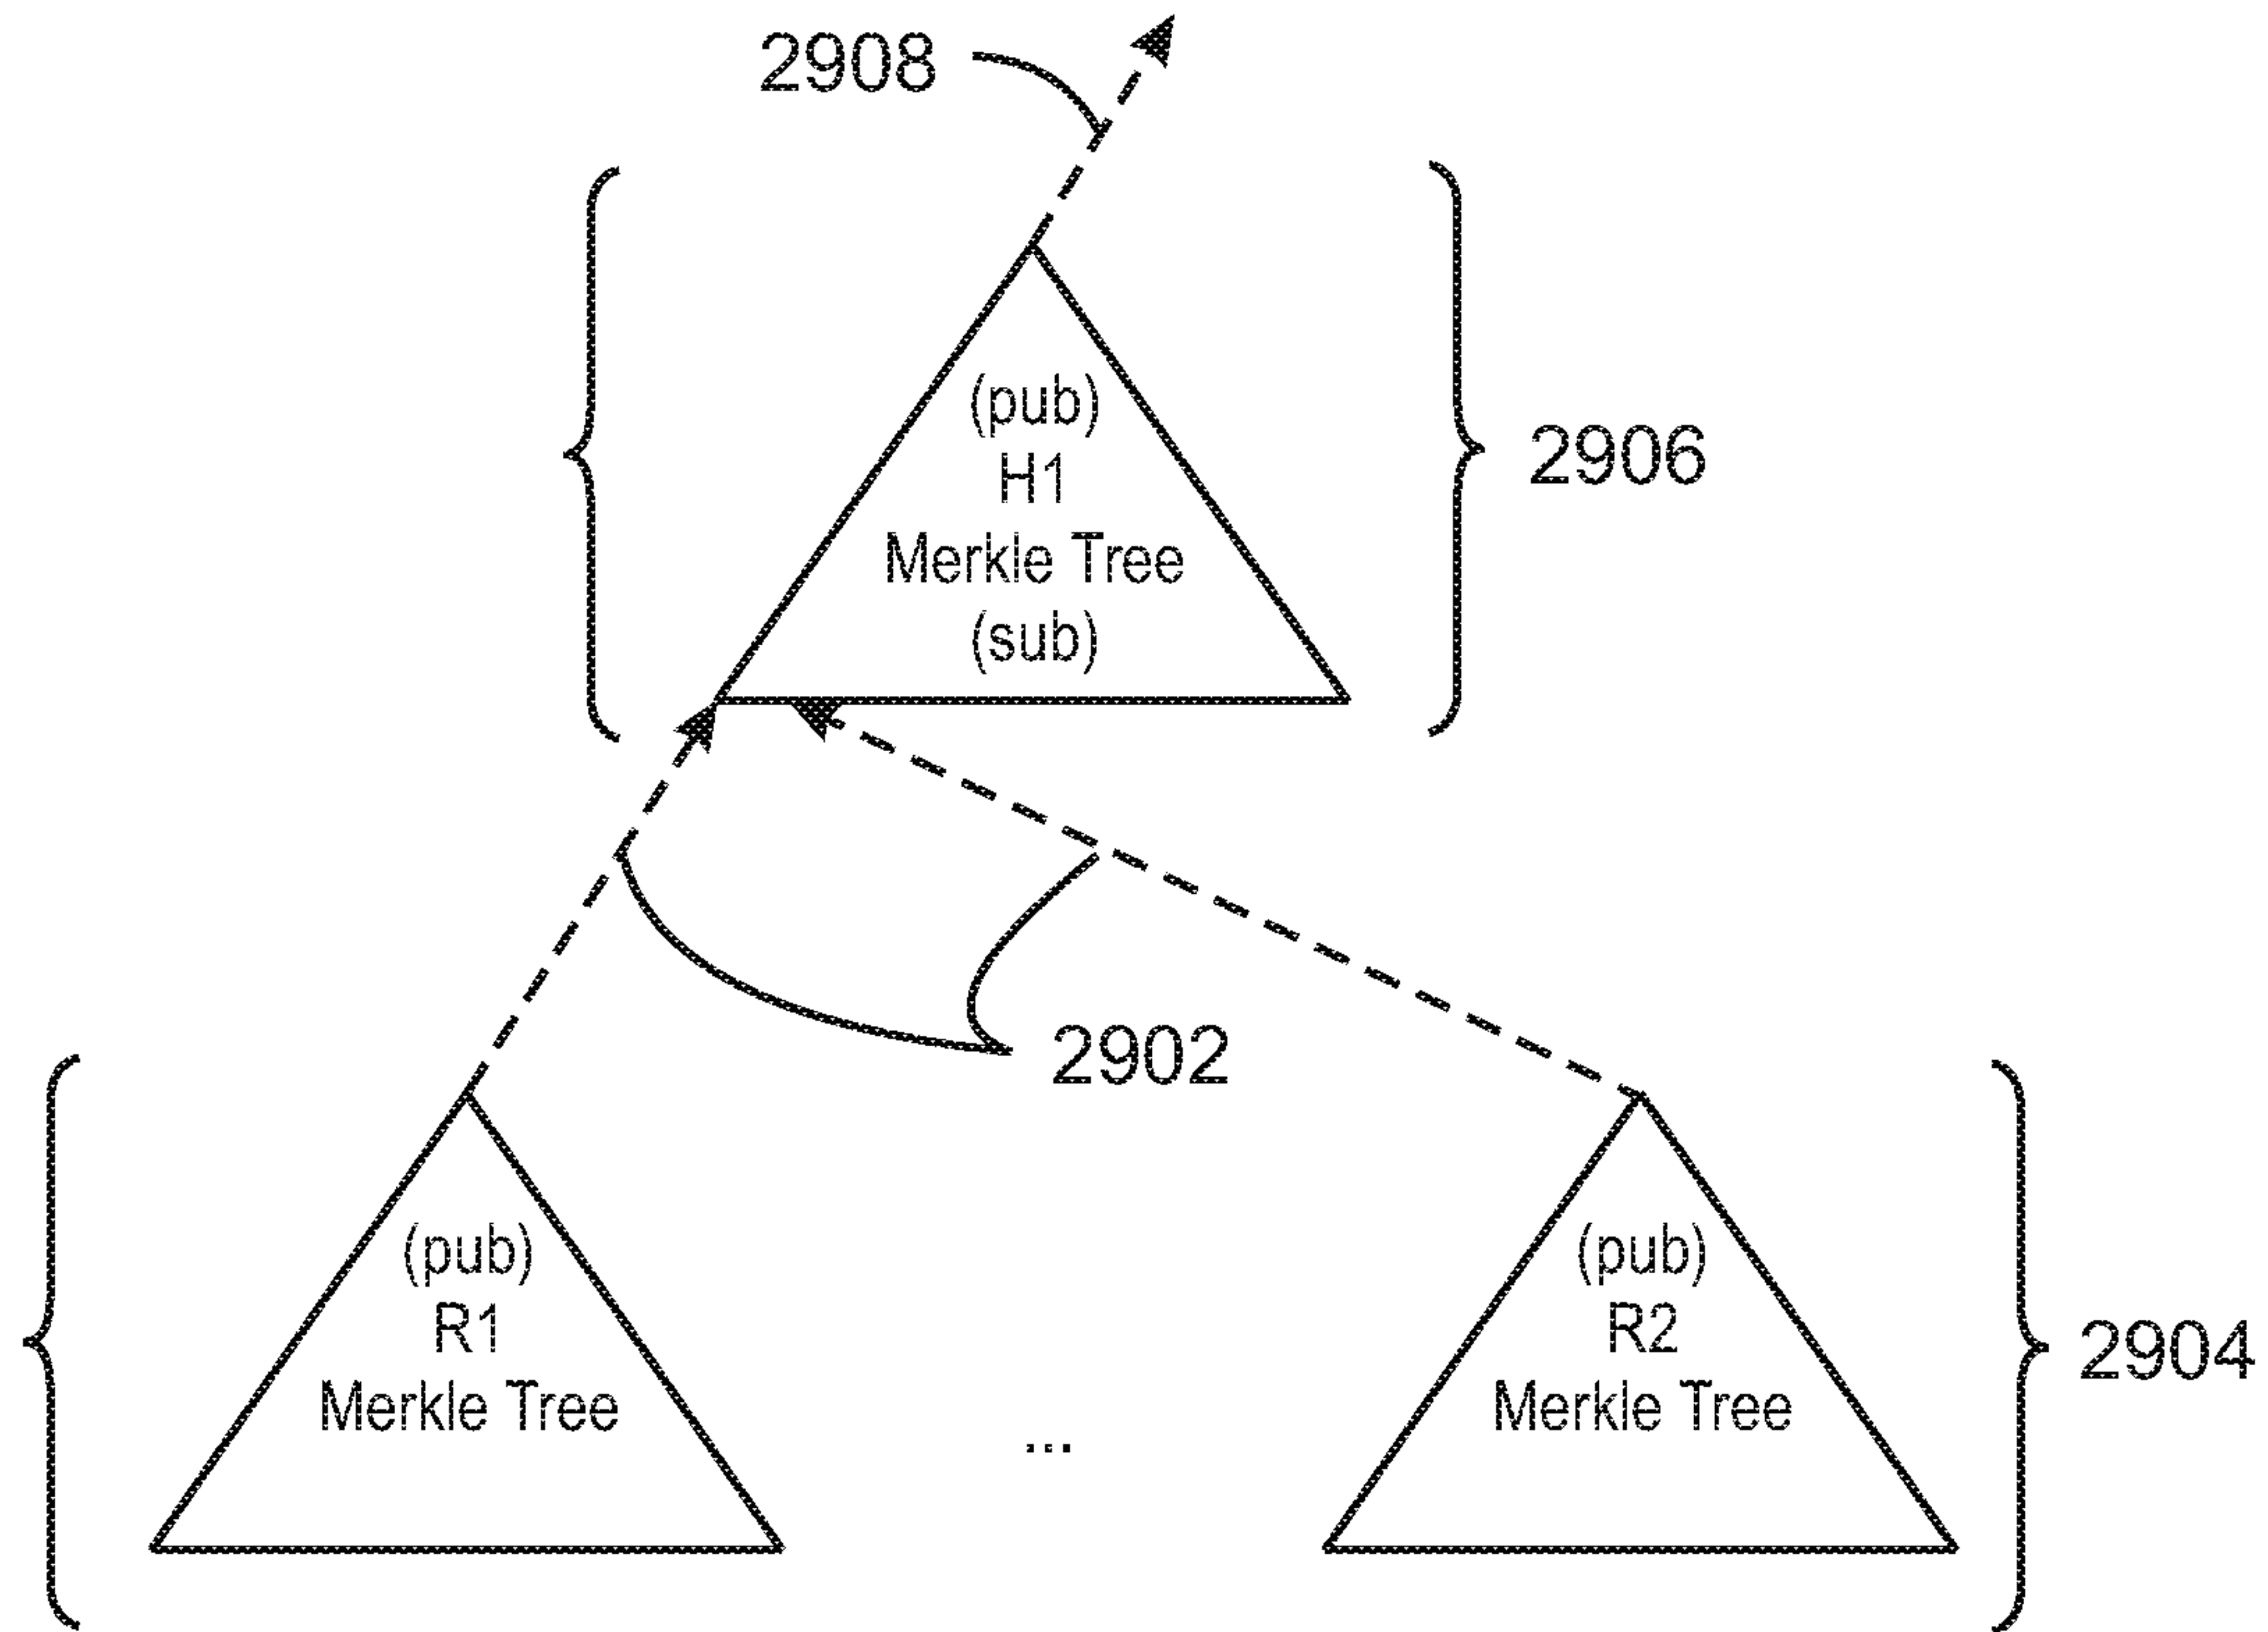 2908
(pub)
H1
Merkle Tree
(sub)
2906
2902
(pub)
R1
Merkle Tree
...
(pub)
R2
Merkle Tree
2904